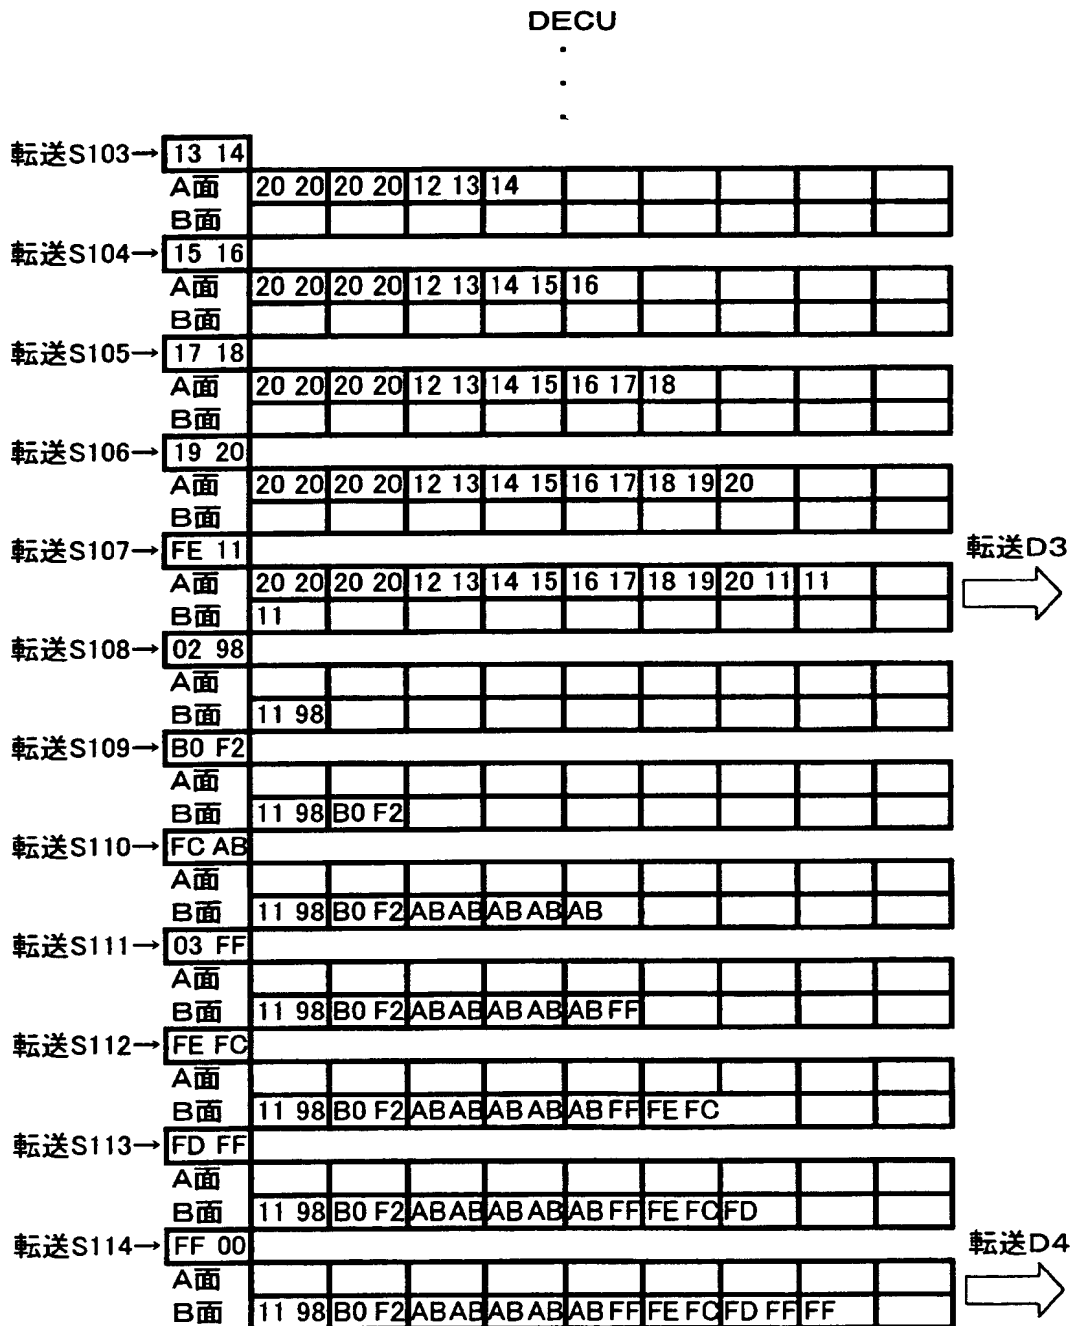 DECU
転送S103→ 13 14
A面 20 20 20 20 12 13 14
B面
転送S104→ 15 16
A面 20 20 20 20 12 13 14 15 16
B面
転送S105→ 17 18
A面 20 20 20 20 12 13 14 15 16 17 18
B面
転送S106→ 19 20
A面 20 20 20 20 12 13 14 15 16 17 18 19 20
B面
転送S107→ FE 11 転送D3
A面 20 20 20 20 12 13 14 15 16 17 18 19 20 11 11
B面 11
転送S108→ 02 98
A面
B面 11 98
転送S109→ B0 F2
A面
B面 11 98 B0 F2
転送S110→ FC AB
A面
B面 11 98 B0 F2 AB AB AB AB AB
転送S111→ 03 FF
A面
B面 11 98 B0 F2 AB AB AB AB AB FF
転送S112→ FE FC
A面
B面 11 98 B0 F2 AB AB AB AB AB FF FE FC
転送S113→ FD FF
A面
B面 11 98 B0 F2 AB AB AB AB AB FF FE FC FD
転送S114→ FF 00 転送D4
A面
B面 11 98 B0 F2 AB AB AB AB AB FF FE FC FD FF FF